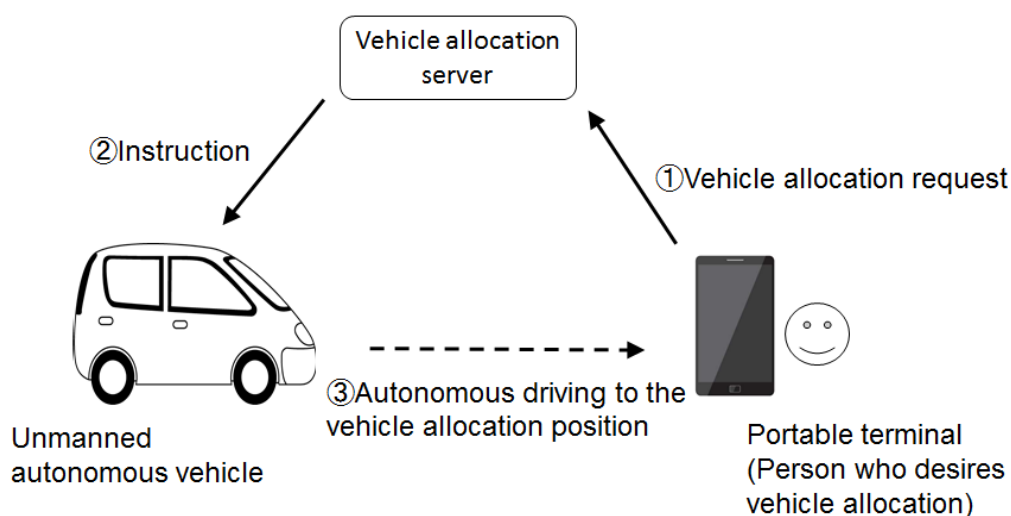 Vehicle allocation
server
②Instruction
①Vehicle allocation request
③Autonomous driving to the
vehicle allocation position
Unmanned
autonomous vehicle
Portable terminal
(Person who desires
vehicle allocation)